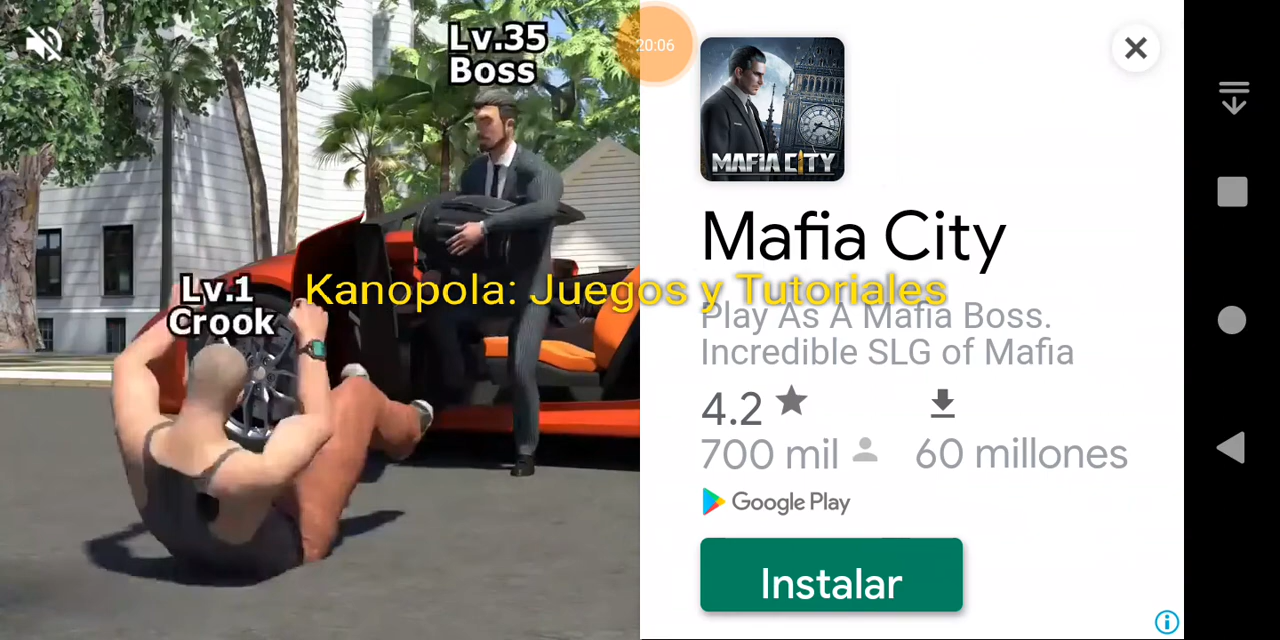 Lv.35
Boss
20:06
MAFIA CITY
Mafia City
Lv.1
Crook
Kanopola: Juegos y Tutoriales
Play As A Mafia Boss.
Incredible SLG of Mafia
4.2
700 mil
60 millones
Google Play
Instalar